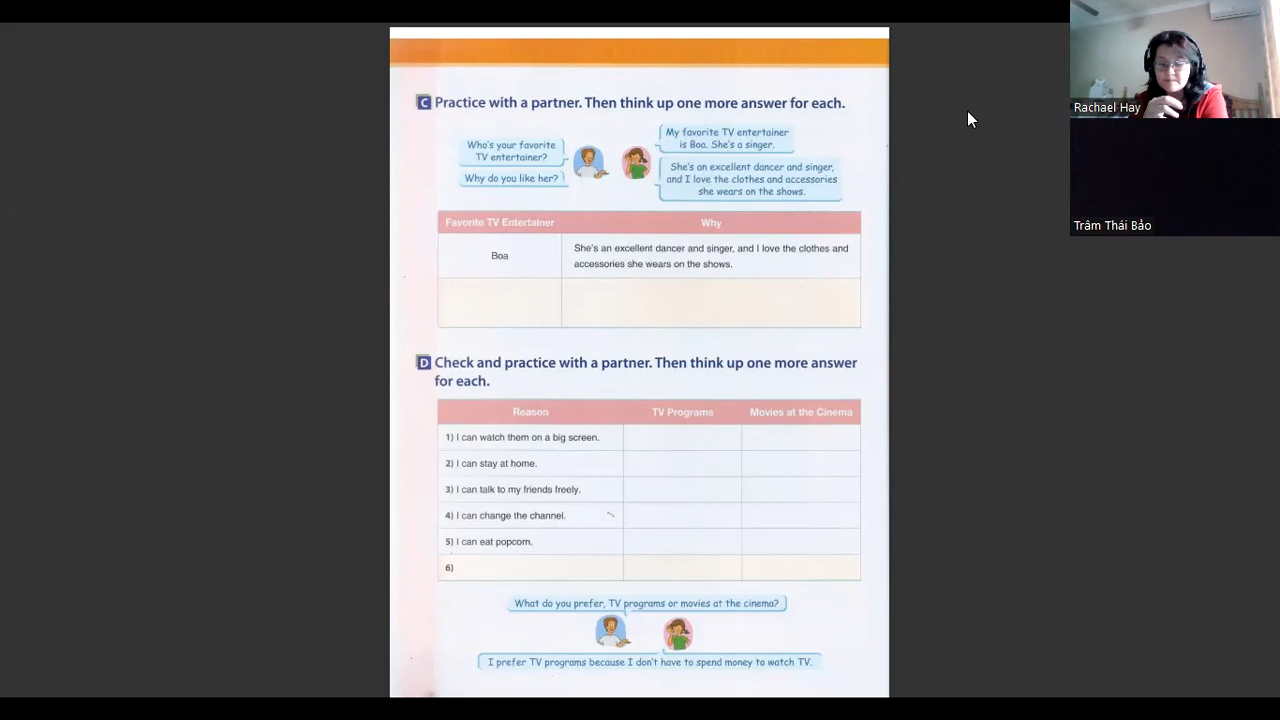 C Practice with a partner. Then think up one more answer for each.
Who's your favorite
TV entertainer?
Why do you like her?
My favorite TV entertainer
is Boa. She's a singer.
She's an excellent dancer and singer,
and I love the clothes and accessories
she wears on the shows.
Favorite TV Entertainer Why
Boa
She's an excellent dancer and singer, and I love the clothes and
accessories she wears on the shows.
D Check and practice with a partner. Then think up one more answer
for each.
Reason TV Programs Movies at the Cinema
1) I can watch them on a big screen.
2) I can stay at home.
3) I can talk to my friends freely.
4) I can change the channel.
5) I can eat popcorn.
6)
What do you prefer, TV programs or movies at the cinema?
I prefer TV programs because I don't have to spend money to watch TV.
Rachael Hay
Trâm Thái Bảo